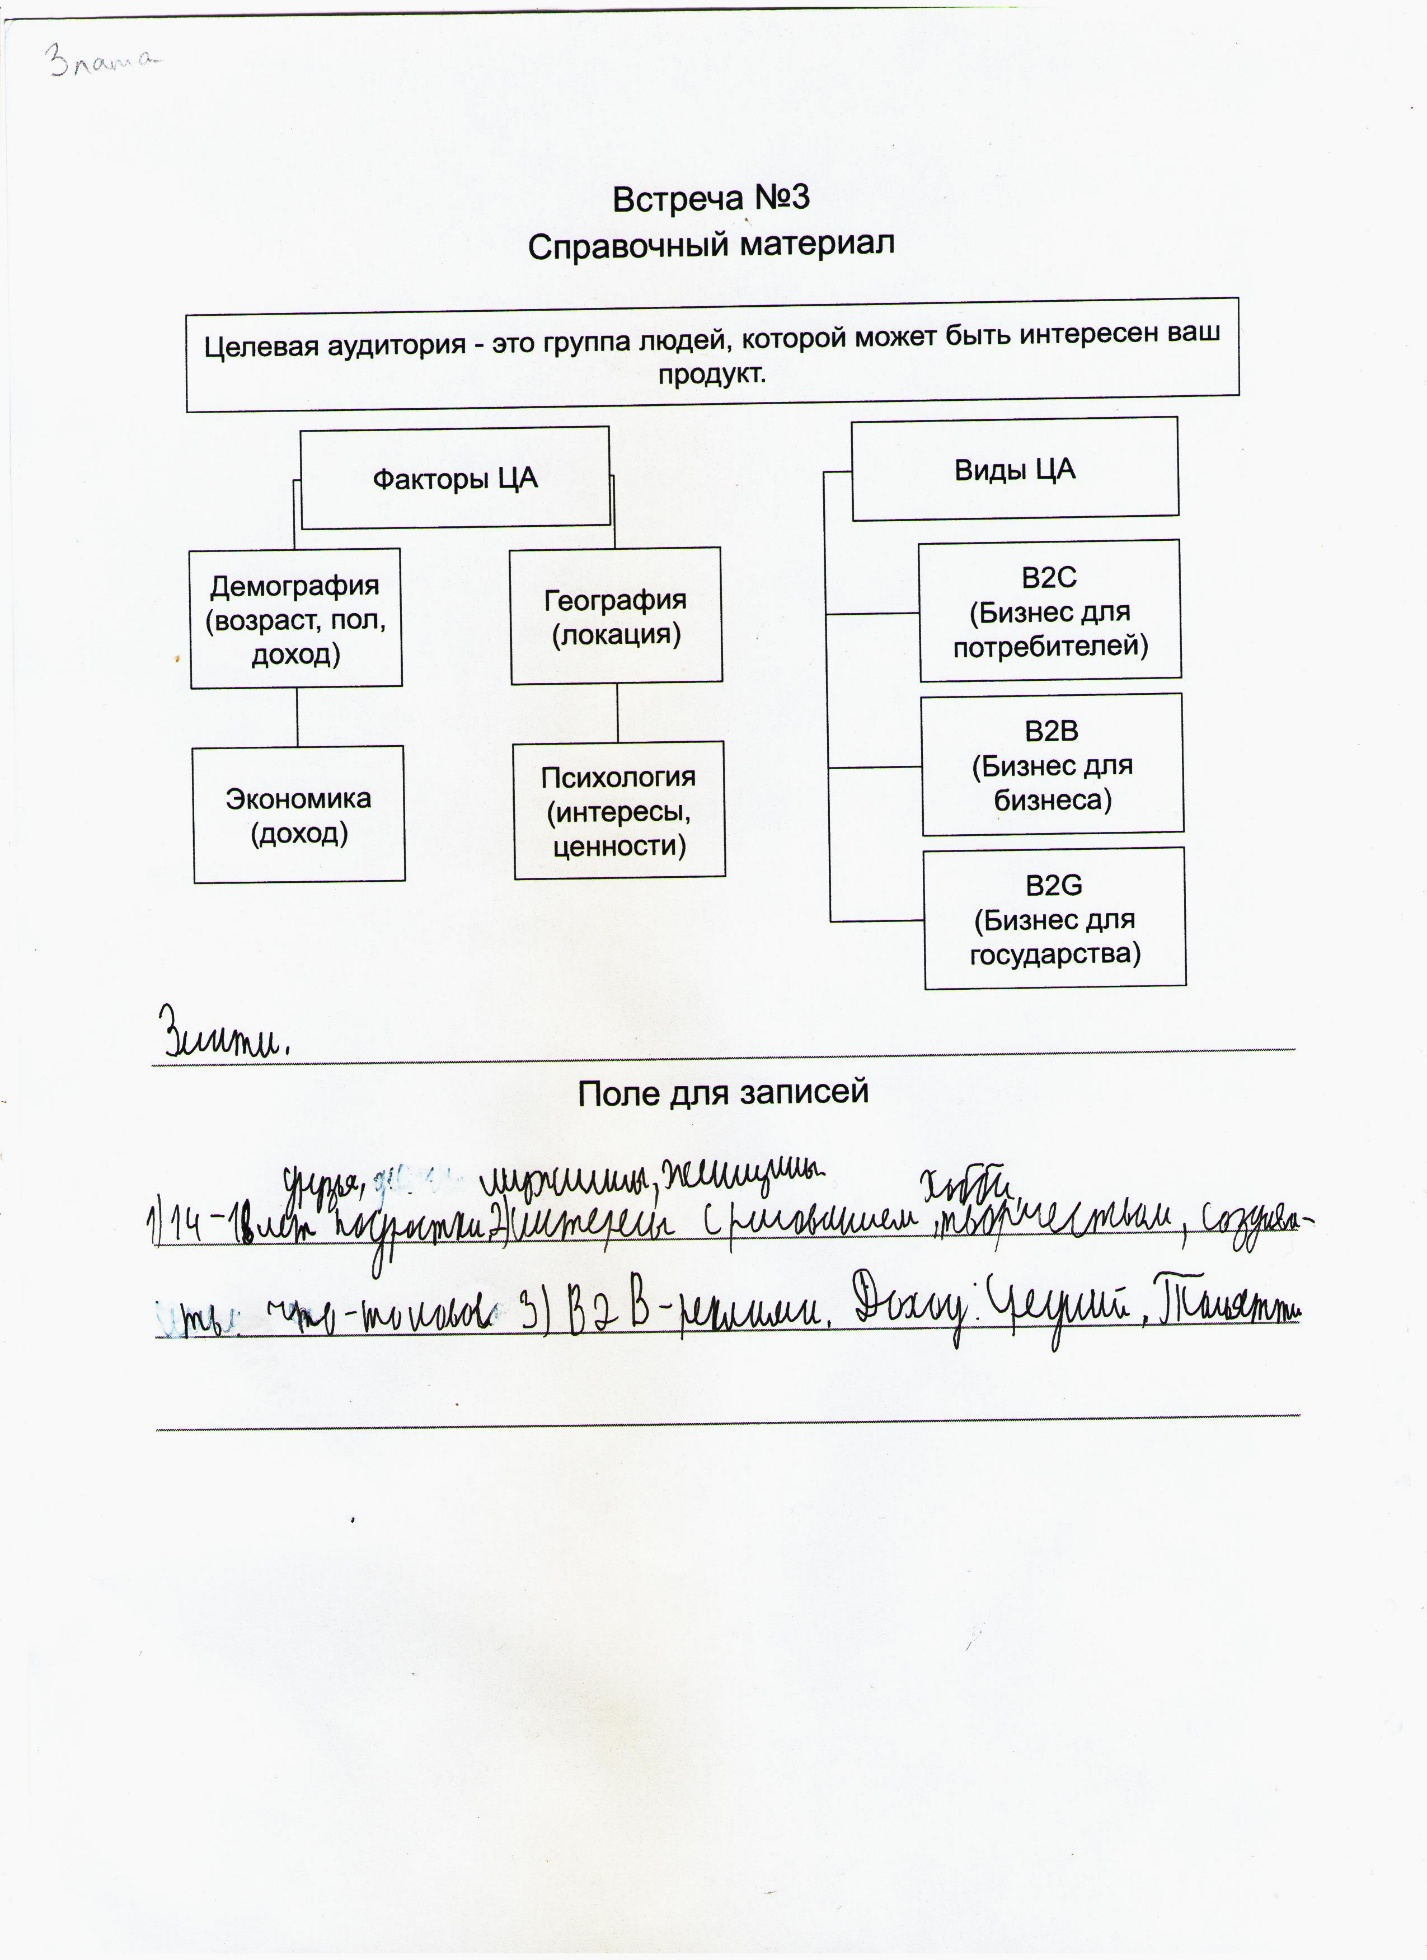 Злата
Встреча №3
Справочный материал
Целевая аудитория - это группа людей, которой может быть интересен ваш
продукт.
Факторы ЦА
Демография
(возраст, пол,
доход)
География
(локация)
Экономика
(доход)
Психология
(интересы,
ценности)
Виды ЦА
B2C
(Бизнес для
потребителей)
B2B
(Бизнес для
бизнеса)
B2G
(Бизнес для
государства)
Поле для записей
друзья, мужчины, женщины. хобби,
1) 14-18 лет подростки 2) интересы с рисованием, творчеством, создава-
ть что-то новое 3) B2B-реклама. Доход: Средний, Тольятти